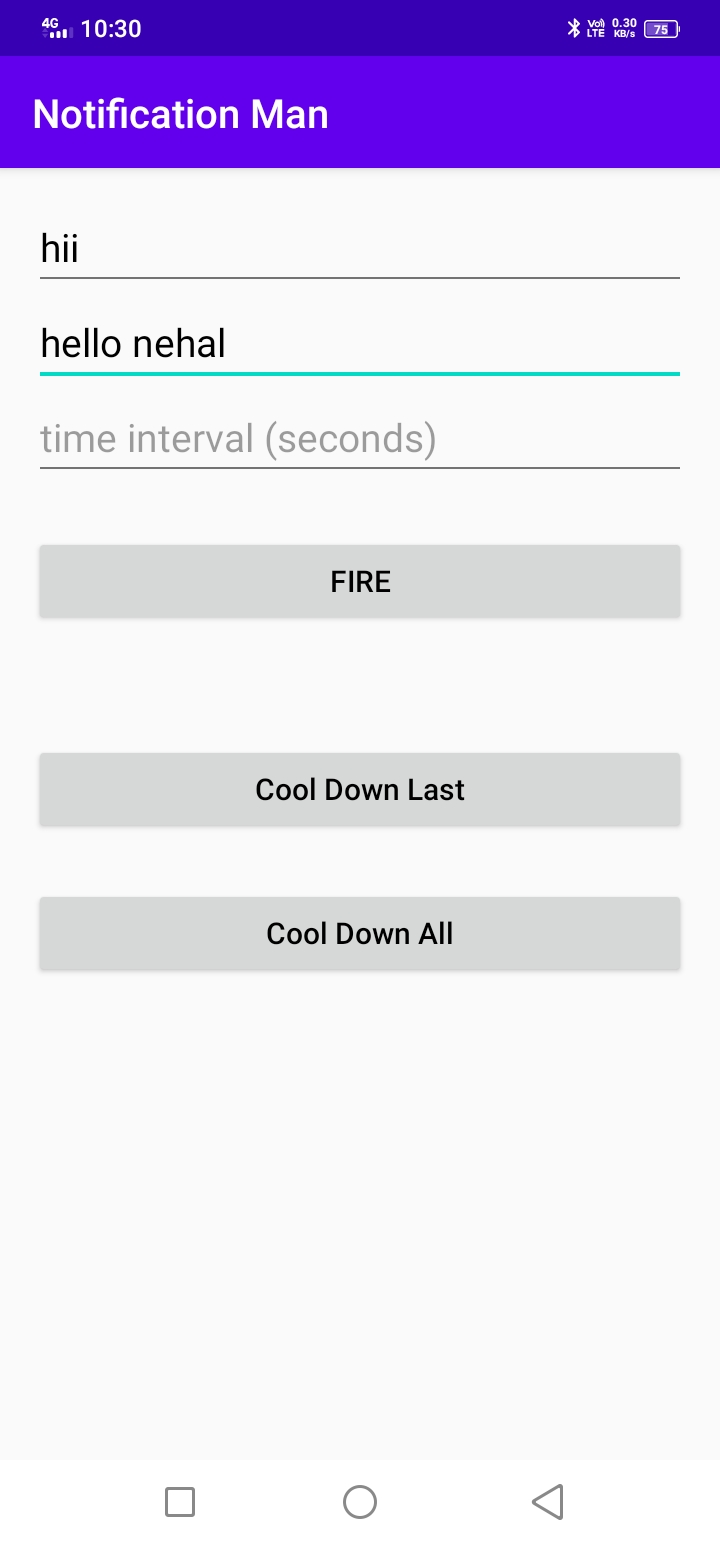 4G 10:30 Vo) LTE 0.30 KB/s 75
Notification Man
hii
hello nehal
time interval (seconds)
FIRE
Cool Down Last
Cool Down All